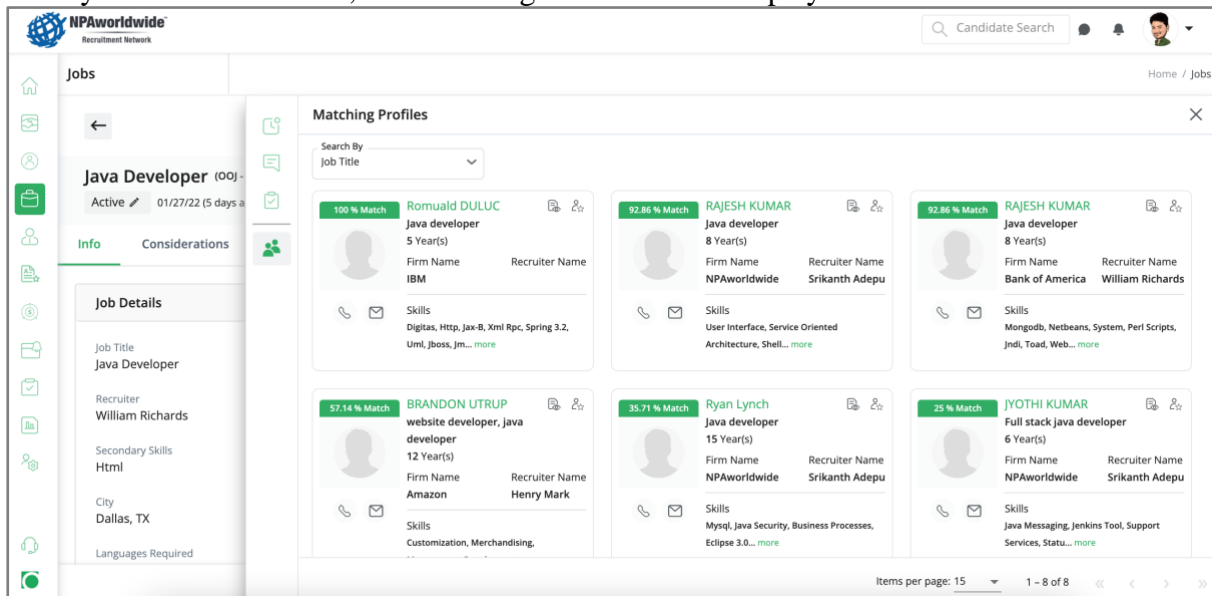 NPAworldwide
Recruitment Network
Candidate Search
Jobs
Home / Jobs
Java Developer (OOJ -
Active
01/27/22 (5 days a
Info
Considerations
Job Details
Job Title
Java Developer
Recruiter
William Richards
Secondary Skills
Html
City
Dallas, TX
Languages Required
Matching Profiles
Search By
Job Title
100 % Match
Romuald DULUC
Java developer
5 Year(s)
Firm Name Recruiter Name
IBM
Skills
Digitas, Http, Jax-B, Xml Rpc, Spring 3.2,
Uml, Jboss, Jm... more
92.86 % Match
RAJESH KUMAR
Java developer
8 Year(s)
Firm Name Recruiter Name
NPAworldwide Srikanth Adepu
Skills
User Interface, Service Oriented
Architecture, Shell... more
92.86 % Match
RAJESH KUMAR
Java developer
8 Year(s)
Firm Name Recruiter Name
Bank of America William Richards
Skills
Mongodb, Netbeans, System, Perl Scripts,
Jndi, Toad, Web... more
57.14 % Match
BRANDON UTRUP
website developer, java
developer
12 Year(s)
Firm Name Recruiter Name
Amazon Henry Mark
Skills
Customization, Merchandising,
35.71 % Match
Ryan Lynch
Java developer
15 Year(s)
Firm Name Recruiter Name
NPAworldwide Srikanth Adepu
Skills
Mysql, Java Security, Business Processes,
Eclipse 3.0... more
25 % Match
JYOTHI KUMAR
Full stack java developer
6 Year(s)
Firm Name Recruiter Name
NPAworldwide Srikanth Adepu
Skills
Java Messaging, Jenkins Tool, Support
Services, Statu... more
Items per page: 15
1 – 8 of 8